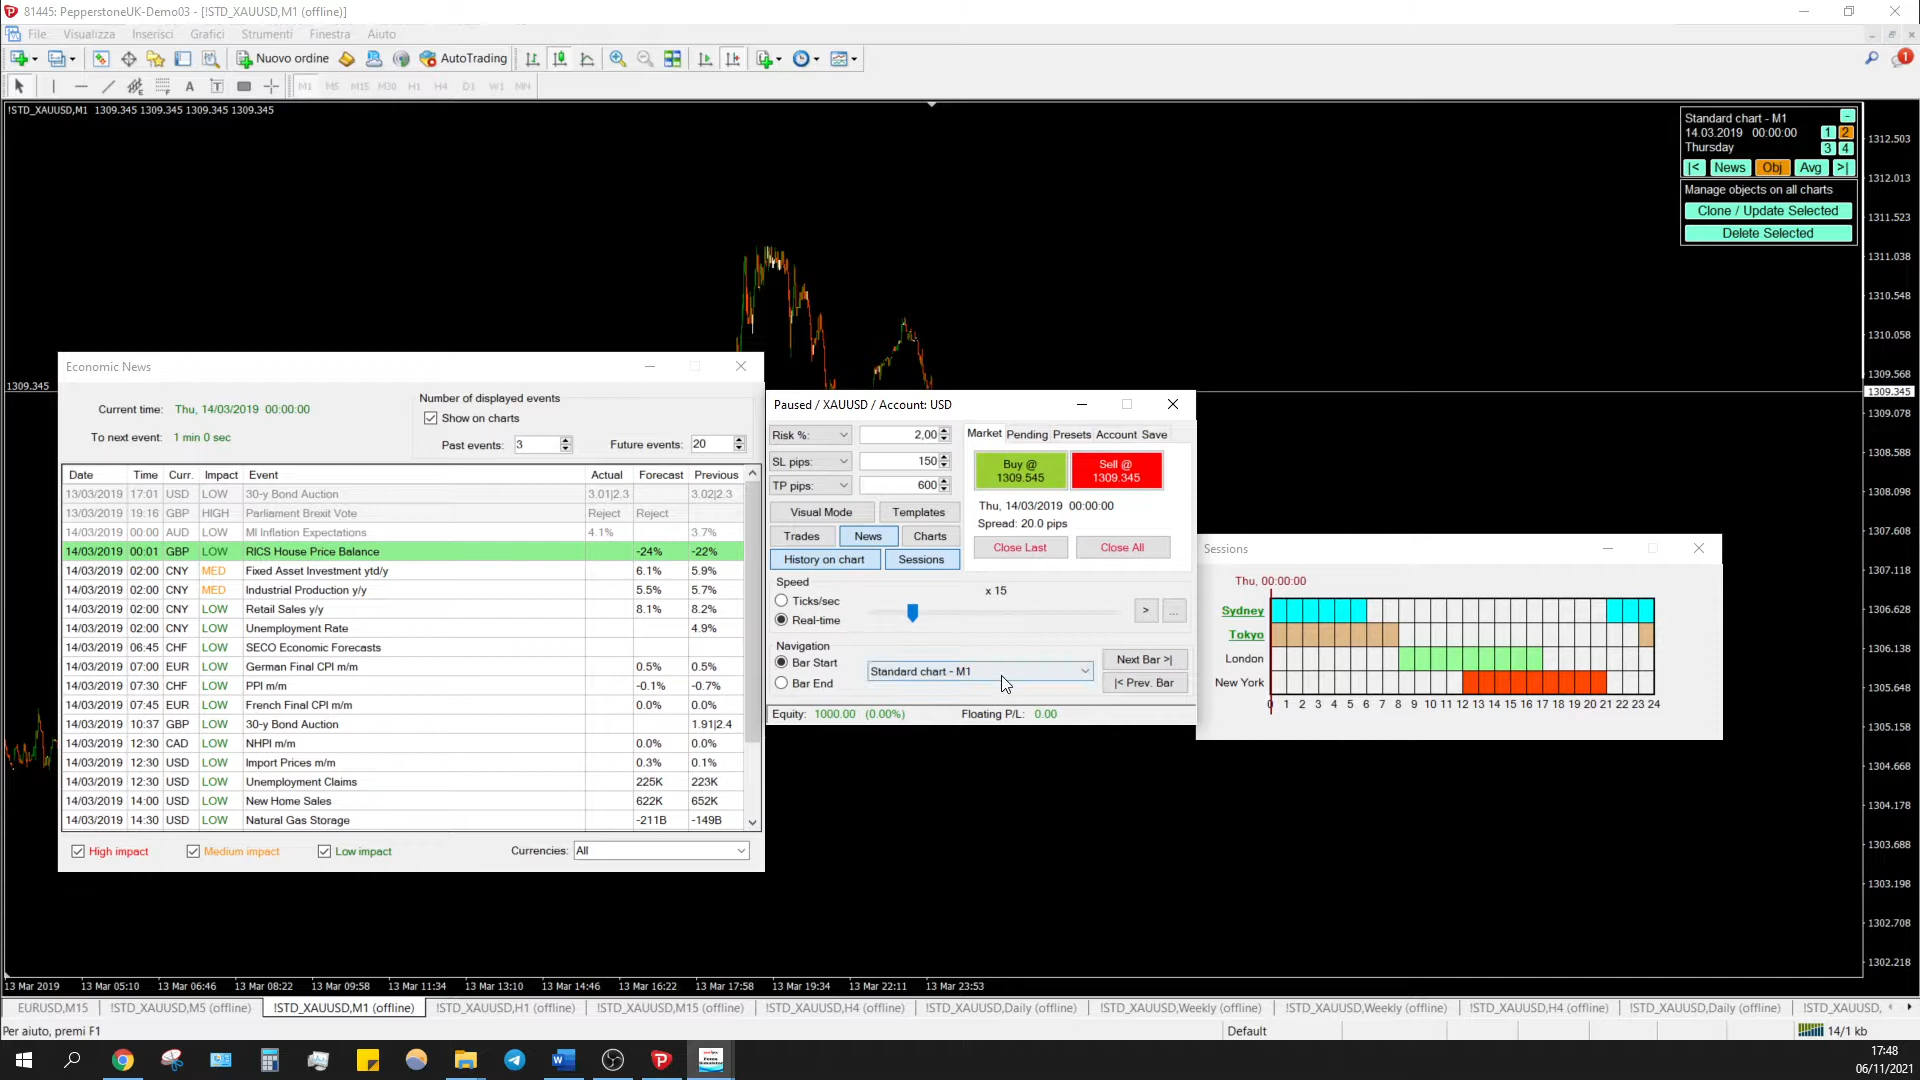 81445: PepperstoneUK-Demo03 - [!STD_XAUUSD,M1 (offline)]
File Visualizza Inserisci Grafici Strumenti Finestra Aiuto
Nuovo ordine AutoTrading 1
A T M1 M5 M15 M30 H1 H4 D1 W1 MN
!STD_XAUUSD,M1 1309.345 1309.345 1309.345 1309.345
Standard chart - M1 -
14.03.2019 00:00:00 1 2
Thursday 3 4
|< News Obj Avg >|
Manage objects on all charts
Clone / Update Selected
Delete Selected
1312.503
1312.013
1311.523
1311.038
1310.548
1310.058
1309.568
1309.345
1309.345
1309.078
1308.588
1308.098
1307.608
1307.118
1306.628
1306.138
1305.648
1305.158
1304.668
1304.178
1303.688
1303.198
1302.708
1302.218
Economic News
Current time: Thu, 14/03/2019 00:00:00
To next event: 1 min 0 sec
Number of displayed events
Show on charts
Past events: 3 Future events: 20
Date Time Curr. Impact Event Actual Forecast Previous
13/03/2019 17:01 USD LOW 30-y Bond Auction 3.01|2.3 3.02|2.3
13/03/2019 19:16 GBP HIGH Parliament Brexit Vote Reject Reject
14/03/2019 00:00 AUD LOW MI Inflation Expectations 4.1% 3.7%
14/03/2019 00:01 GBP LOW RICS House Price Balance -24% -22%
14/03/2019 02:00 CNY MED Fixed Asset Investment ytd/y 6.1% 5.9%
14/03/2019 02:00 CNY MED Industrial Production y/y 5.5% 5.7%
14/03/2019 02:00 CNY LOW Retail Sales y/y 8.1% 8.2%
14/03/2019 02:00 CNY LOW Unemployment Rate 4.9%
14/03/2019 06:45 CHF LOW SECO Economic Forecasts
14/03/2019 07:00 EUR LOW German Final CPI m/m 0.5% 0.5%
14/03/2019 07:30 CHF LOW PPI m/m -0.1% -0.7%
14/03/2019 07:45 EUR LOW French Final CPI m/m 0.0% 0.0%
14/03/2019 10:37 GBP LOW 30-y Bond Auction 1.91|2.4
14/03/2019 12:30 CAD LOW NHPI m/m 0.0% 0.0%
14/03/2019 12:30 USD LOW Import Prices m/m 0.3% 0.1%
14/03/2019 12:30 USD LOW Unemployment Claims 225K 223K
14/03/2019 14:00 USD LOW New Home Sales 622K 652K
14/03/2019 14:30 USD LOW Natural Gas Storage -211B -149B
High impact Medium impact Low impact Currencies: All
Paused / XAUUSD / Account: USD
Risk %: 2,00
SL pips: 150
TP pips: 600
Visual Mode Templates
Trades News Charts
History on chart Sessions
Market Pending Presets Account Save
Buy @ 1309.545
Sell @ 1309.345
Thu, 14/03/2019 00:00:00
Spread: 20.0 pips
Close Last Close All
Speed
x 15
Ticks/sec
Real-time
> ...
Navigation
Bar Start
Bar End
Standard chart - M1
Next Bar >|
|< Prev. Bar
Equity: 1000.00 (0.00%) Floating P/L: 0.00
Sessions
Thu, 00:00:00
Sydney
Tokyo
London
New York
0 1 2 3 4 5 6 7 8 9 10 11 12 13 14 15 16 17 18 19 20 21 22 23 24
13 Mar 2019 13 Mar 05:10 13 Mar 06:46 13 Mar 08:22 13 Mar 09:58 13 Mar 11:34 13 Mar 13:10 13 Mar 14:46 13 Mar 16:22 13 Mar 17:58 13 Mar 19:34 13 Mar 22:11 13 Mar 23:53
EURUSD,M15 !STD_XAUUSD,M5 (offline) !STD_XAUUSD,M1 (offline) !STD_XAUUSD,H1 (offline) !STD_XAUUSD,M15 (offline) !STD_XAUUSD,H4 (offline) !STD_XAUUSD,Daily (offline) !STD_XAUUSD,Weekly (offline) !STD_XAUUSD,Weekly (offline) !STD_XAUUSD,H4 (offline) !STD_XAUUSD,Daily (offline) !STD_XAUUSD,
Per aiuto, premi F1 Default 14/1 kb
17:48
06/11/2021